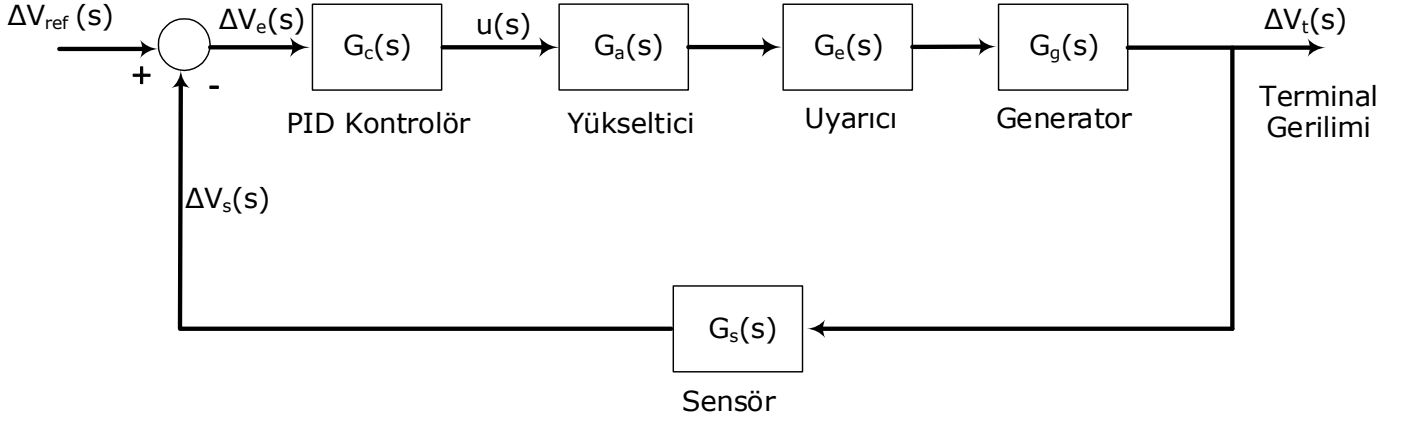 ΔVref (s)
ΔVe(s)
u(s)
ΔVt(s)
Gc(s)
Ga(s)
Ge(s)
Gg(s)
+
-
PID Kontrolör
Yükseltici
Uyarıcı
Generator
Terminal
Gerilimi
ΔVs(s)
Gs(s)
Sensör